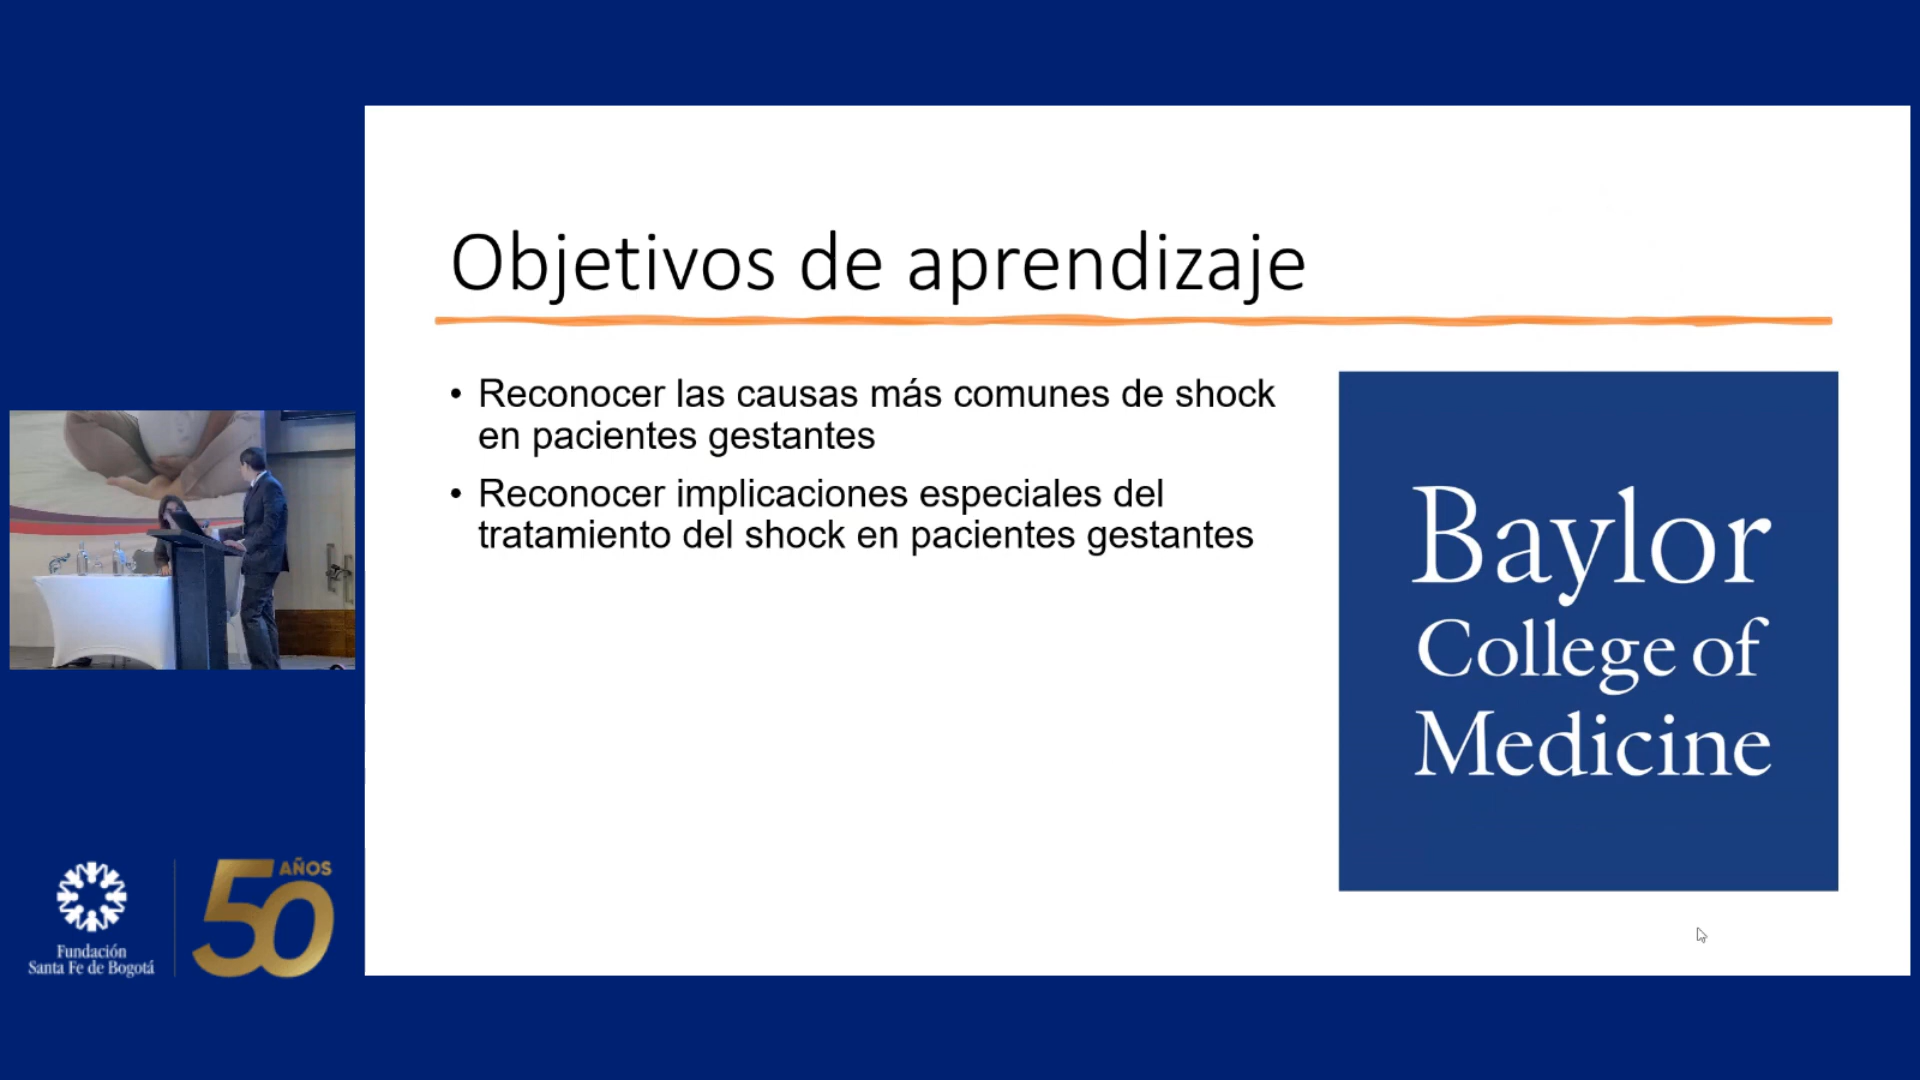 Objetivos de aprendizaje
• Reconocer las causas más comunes de shock
en pacientes gestantes
• Reconocer implicaciones especiales del
tratamiento del shock en pacientes gestantes
Baylor
College of
Medicine
Fundación
Santa Fe de Bogotá
50 AÑOS